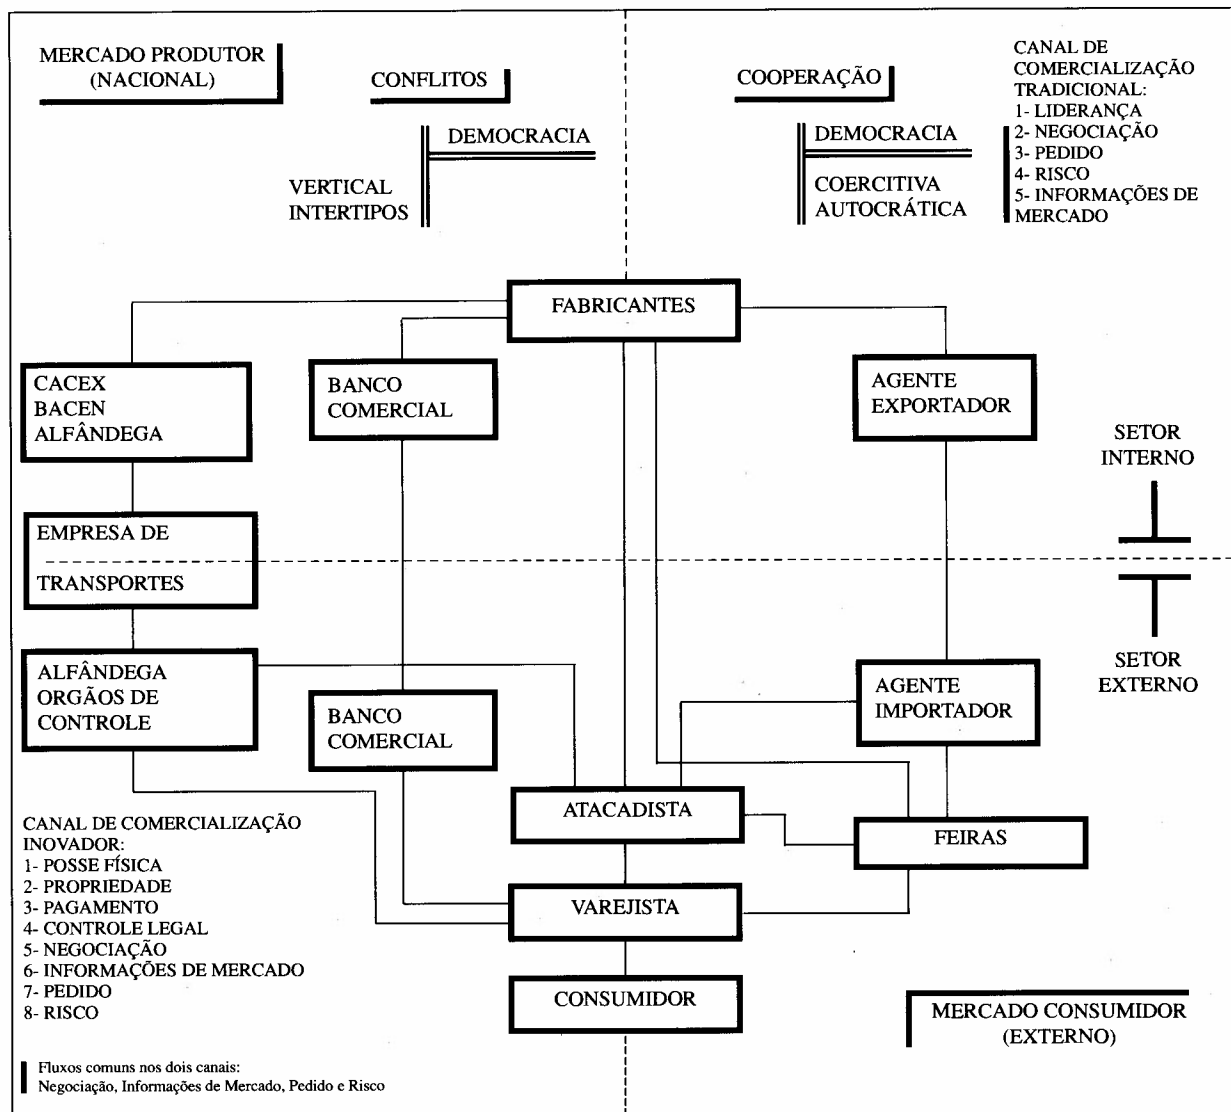 MERCADO PRODUTOR
(NACIONAL)
CONFLITOS
DEMOCRACIA
VERTICAL
INTERTIPOS
COOPERAÇÃO
DEMOCRACIA
COERCITIVA
AUTOCRÁTICA
CANAL DE
COMERCIALIZAÇÃO
TRADICIONAL:
1- LIDERANÇA
2- NEGOCIAÇÃO
3- PEDIDO
4- RISCO
5- INFORMAÇÕES DE
MERCADO
FABRICANTES
CACEX
BACEN
ALFÂNDEGA
BANCO
COMERCIAL
AGENTE
EXPORTADOR
SETOR
INTERNO
EMPRESA DE
TRANSPORTES
ALFÂNDEGA
ORGÃOS DE
CONTROLE
BANCO
COMERCIAL
AGENTE
IMPORTADOR
SETOR
EXTERNO
ATACADISTA
FEIRAS
VAREJISTA
CONSUMIDOR
CANAL DE COMERCIALIZAÇÃO
INOVADOR:
1- POSSE FÍSICA
2- PROPRIEDADE
3- PAGAMENTO
4- CONTROLE LEGAL
5- NEGOCIAÇÃO
6- INFORMAÇÕES DE MERCADO
7- PEDIDO
8- RISCO
MERCADO CONSUMIDOR
(EXTERNO)
Fluxos comuns nos dois canais:
Negociação, Informações de Mercado, Pedido e Risco